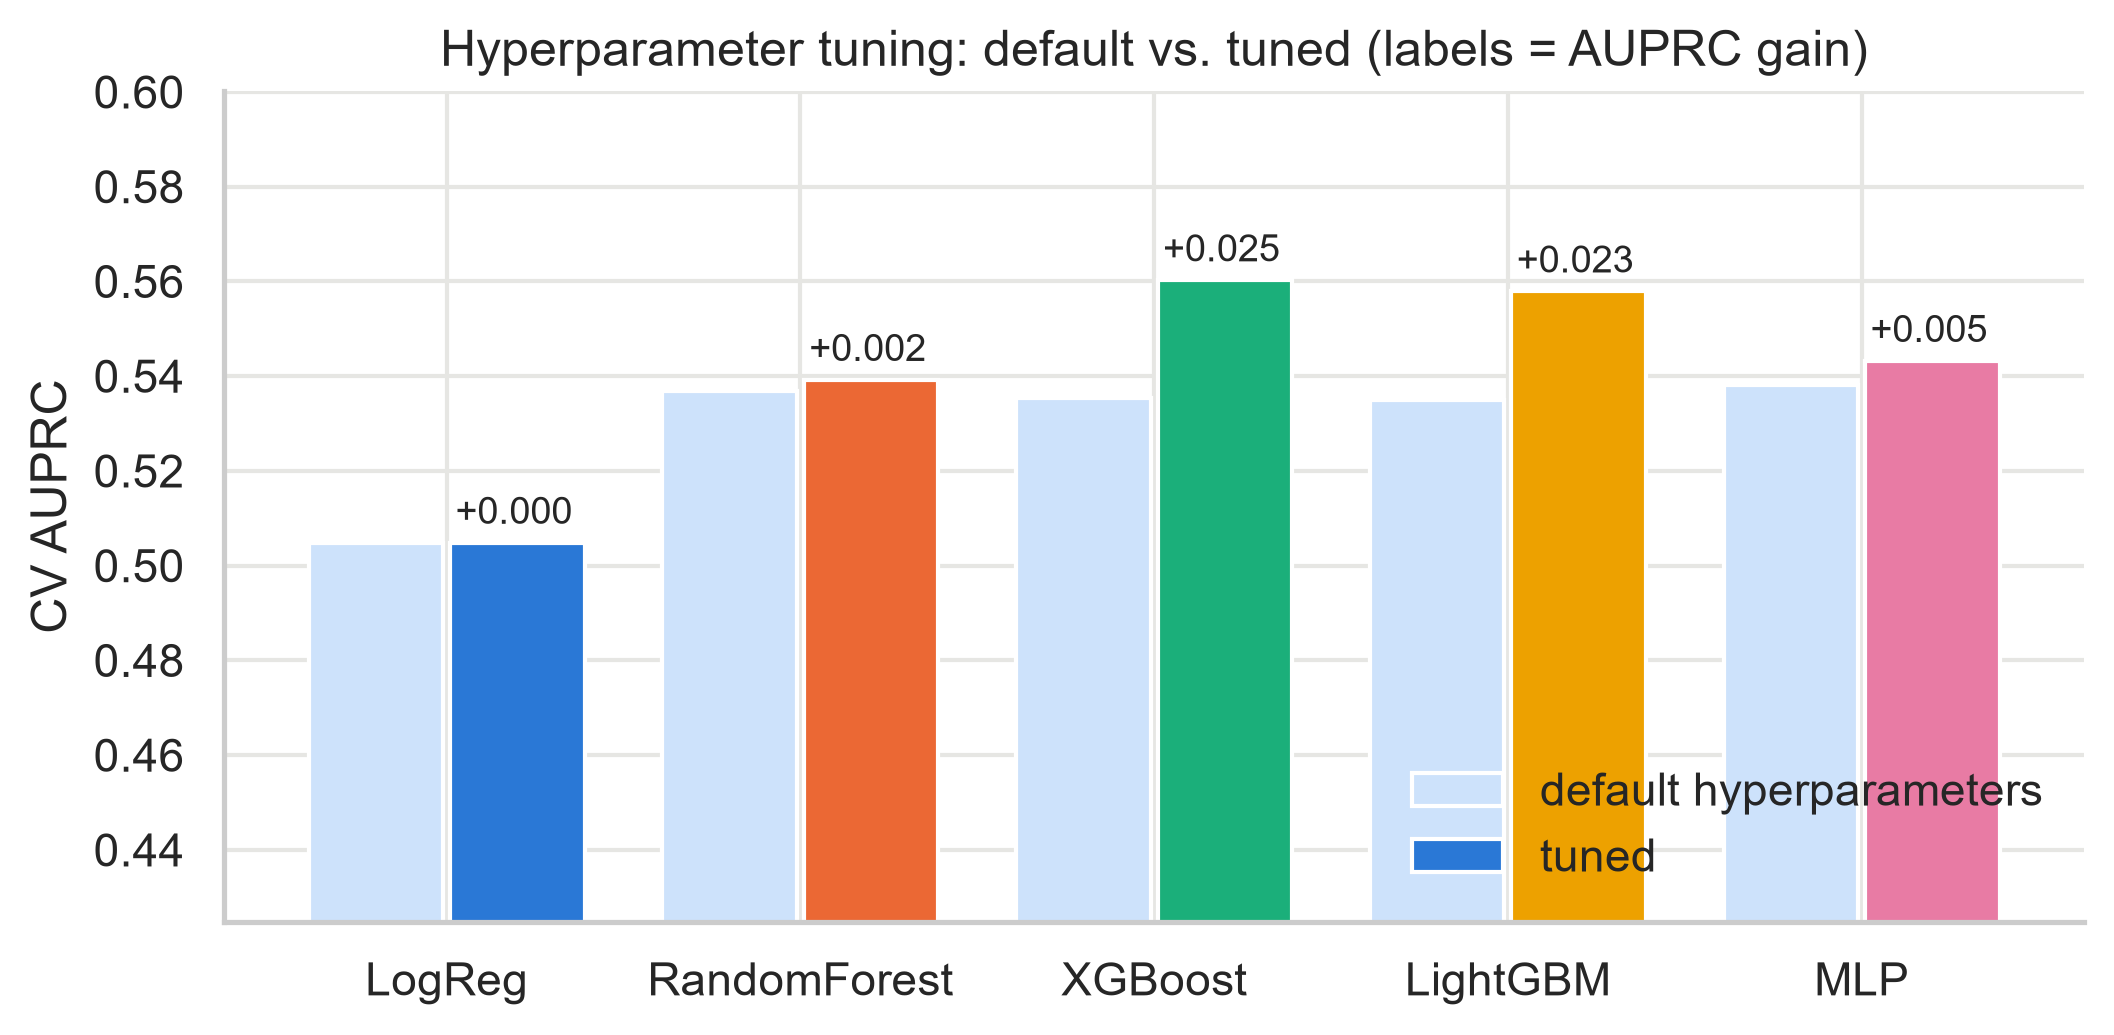 Hyperparameter tuning: default vs. tuned (labels = AUPRC gain)
CV AUPRC
0.60
0.58
0.56
0.54
0.52
0.50
0.48
0.46
0.44
+0.000
+0.002
+0.025
+0.023
+0.005
default hyperparameters
tuned
LogReg
RandomForest
XGBoost
LightGBM
MLP